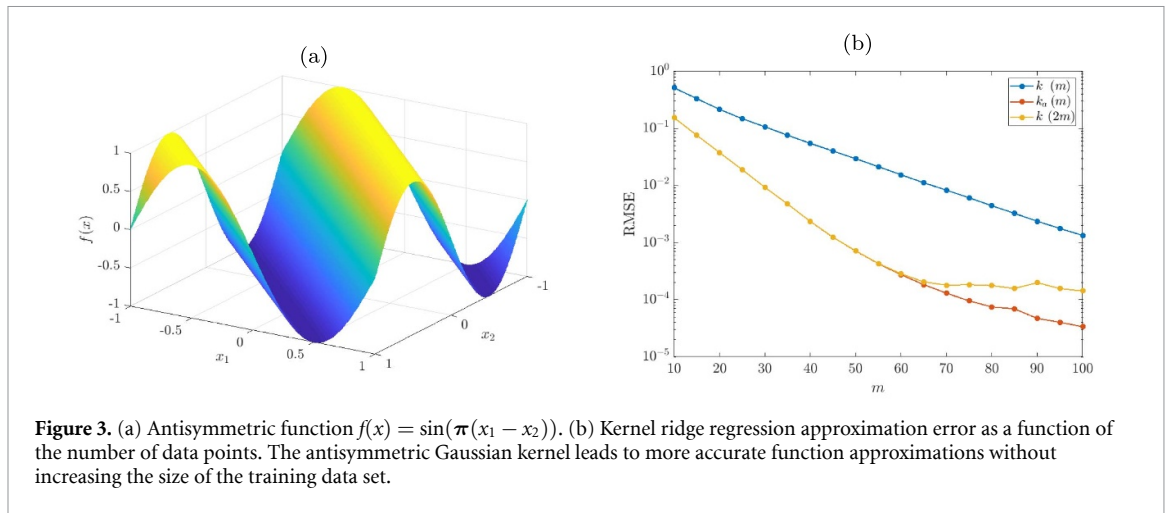 (a)
1
0.5
0
-0.5
-1
f(x)
-1
-0.5
0
0.5
1
x₁
1
0
-1
x₂
(b)
10⁰
10⁻¹
10⁻²
10⁻³
10⁻⁴
10⁻⁵
RMSE
10 20 30 40 50 60 70 80 90 100
m
k (m)
kₐ (m)
k (2m)
Figure 3. (a) Antisymmetric function f(x) = sin(π(x₁ − x₂)). (b) Kernel ridge regression approximation error as a function of
the number of data points. The antisymmetric Gaussian kernel leads to more accurate function approximations without
increasing the size of the training data set.